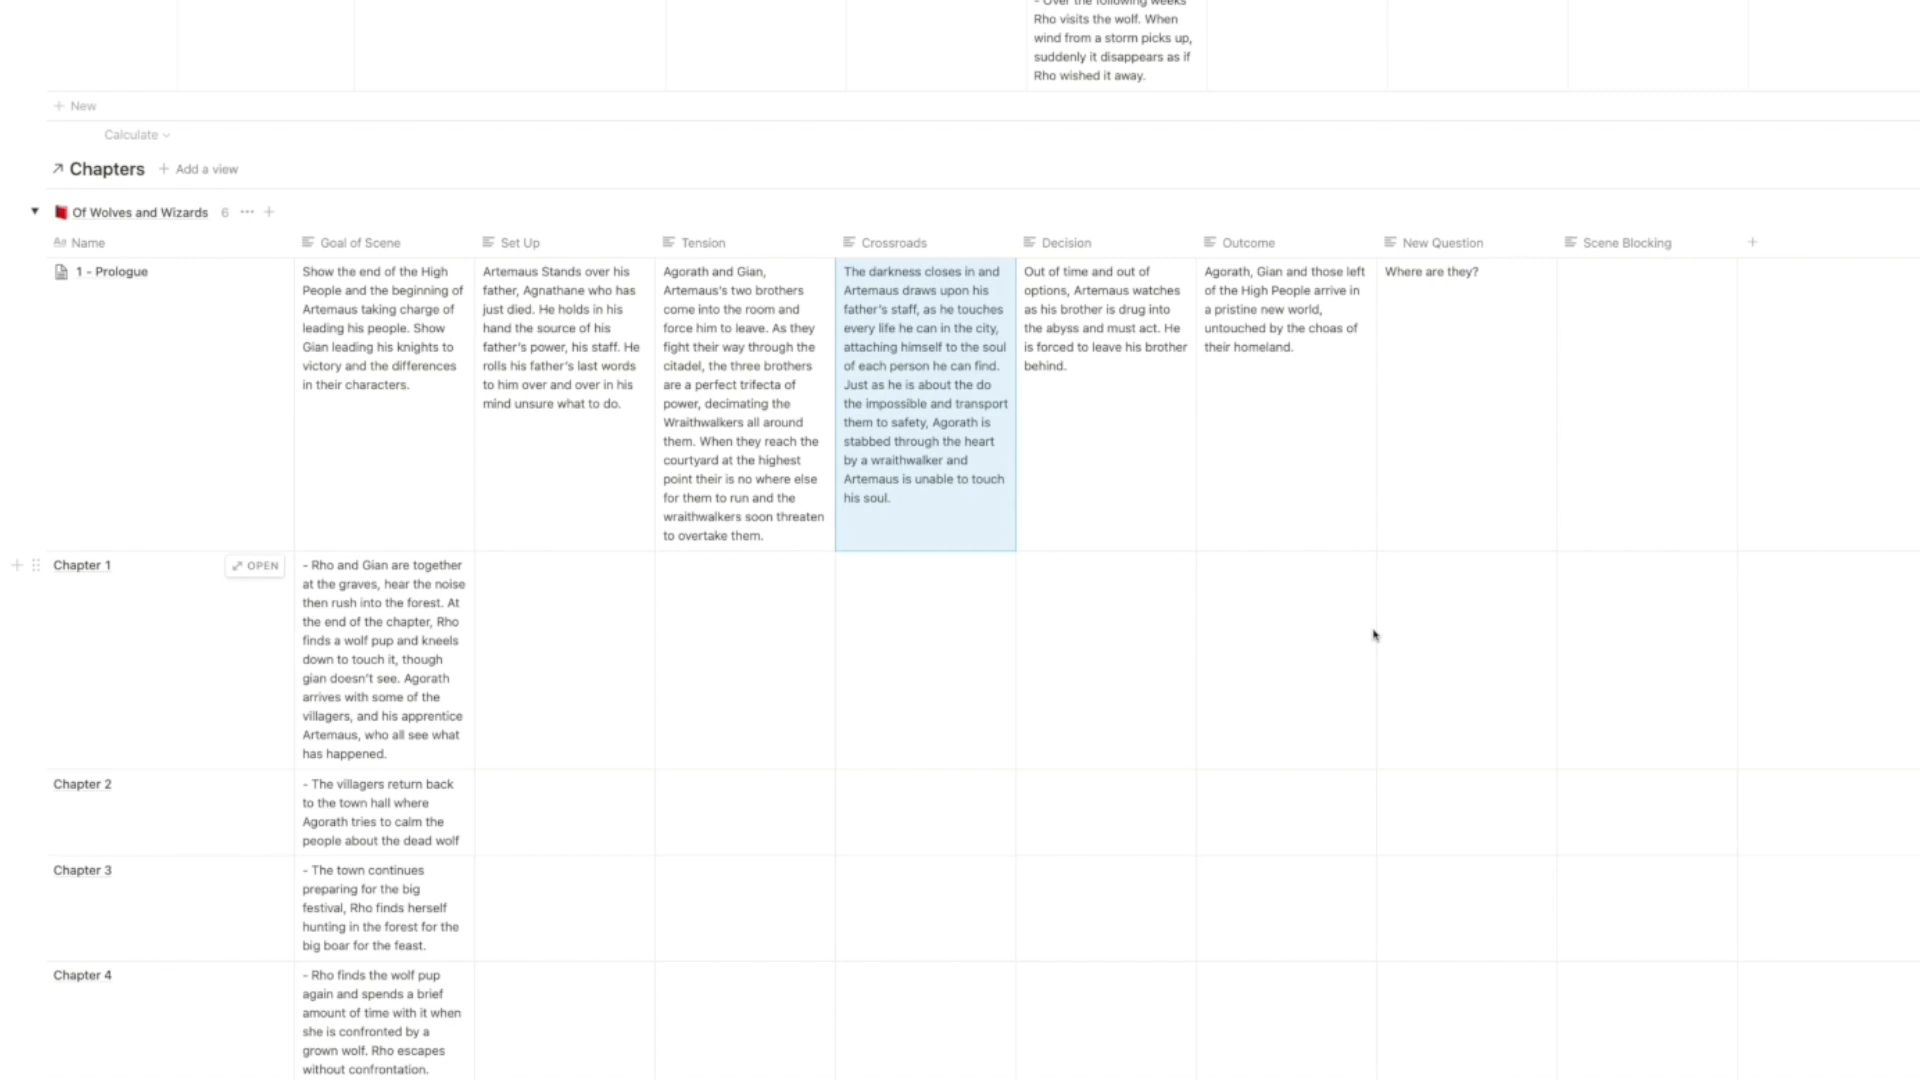 - Over the following weeks
Rho visits the wolf. When
wind from a storm picks up,
suddenly it disappears as if
Rho wished it away.
+ New
Calculate
Chapters + Add a view
Of Wolves and Wizards 6 ... +
Aa Name
Goal of Scene
Set Up
Tension
Crossroads
Decision
Outcome
New Question
Scene Blocking
+
1 - Prologue
Show the end of the High
People and the beginning of
Artemaus taking charge of
leading his people. Show
Gian leading his knights to
victory and the differences
in their characters.
Artemaus Stands over his
father, Agnathane who has
just died. He holds in his
hand the source of his
father's power, his staff. He
rolls his father's last words
to him over and over in his
mind unsure what to do.
Agorath and Gian,
Artemaus's two brothers
come into the room and
force him to leave. As they
fight their way through the
citadel, the three brothers
are a perfect trifecta of
power, decimating the
Wraithwalkers all around
them. When they reach the
courtyard at the highest
point their is no where else
for them to run and the
wraithwalkers soon threaten
to overtake them.
The darkness closes in and
Artemaus draws upon his
father's staff, as he touches
every life he can in the city,
attaching himself to the soul
of each person he can find.
Just as he is about the do
the impossible and transport
them to safety, Agorath is
stabbed through the heart
by a wraithwalker and
Artemaus is unable to touch
his soul.
Out of time and out of
options, Artemaus watches
as his brother is drug into
the abyss and must act. He
is forced to leave his brother
behind.
Agorath, Gian and those left
of the High People arrive in
a pristine new world,
untouched by the choas of
their homeland.
Where are they?
Chapter 1
OPEN
- Rho and Gian are together
at the graves, hear the noise
then rush into the forest. At
the end of the chapter, Rho
finds a wolf pup and kneels
down to touch it, though
gian doesn't see. Agorath
arrives with some of the
villagers, and his apprentice
Artemaus, who all see what
has happened.
Chapter 2
- The villagers return back
to the town hall where
Agorath tries to calm the
people about the dead wolf
Chapter 3
- The town continues
preparing for the big
festival, Rho finds herself
hunting in the forest for the
big boar for the feast.
Chapter 4
- Rho finds the wolf pup
again and spends a brief
amount of time with it when
she is confronted by a
grown wolf. Rho escapes
without confrontation.